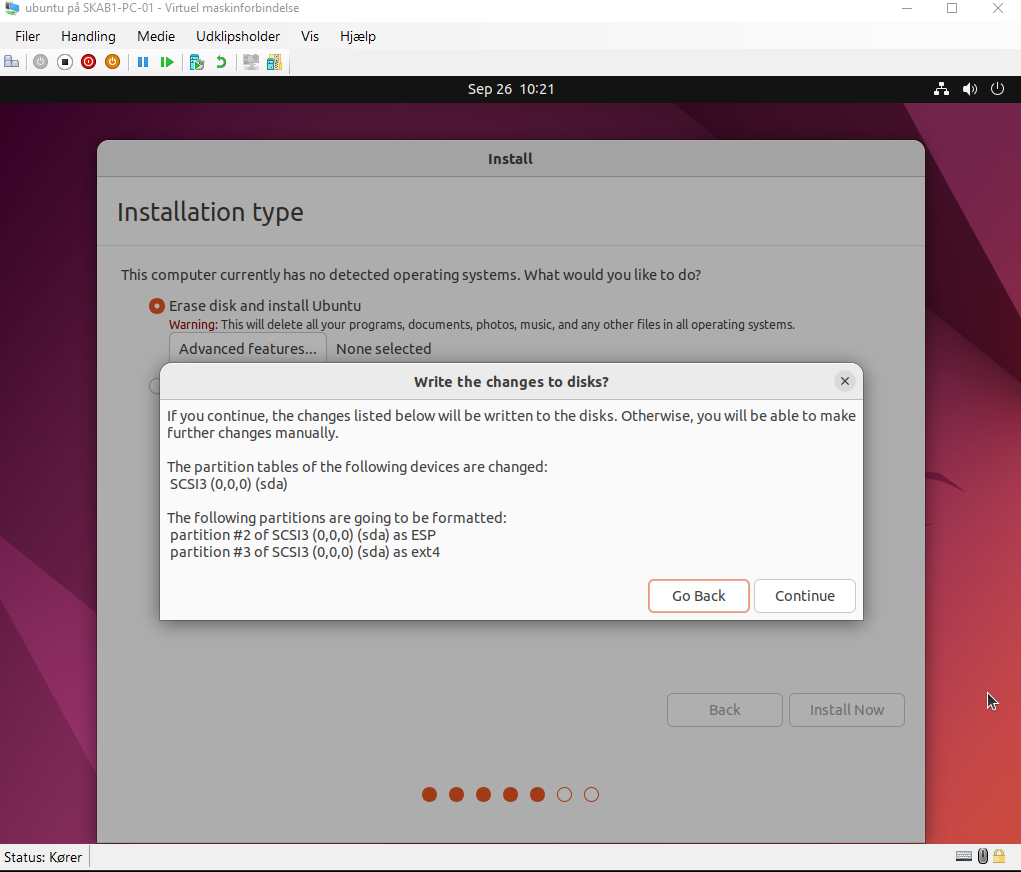 ubuntu på SKAB1-PC-01 - Virtuel maskinforbindelse
Filer Handling Medie Udklipsholder Vis Hjælp
Sep 26 10:21
Install
Installation type
This computer currently has no detected operating systems. What would you like to do?
Erase disk and install Ubuntu
Warning: This will delete all your programs, documents, photos, music, and any other files in all operating systems.
Advanced features... None selected
Write the changes to disks?
If you continue, the changes listed below will be written to the disks. Otherwise, you will be able to make
further changes manually.
The partition tables of the following devices are changed:
SCSI3 (0,0,0) (sda)
The following partitions are going to be formatted:
partition #2 of SCSI3 (0,0,0) (sda) as ESP
partition #3 of SCSI3 (0,0,0) (sda) as ext4
Go Back Continue
Back Install Now
Status: Kører